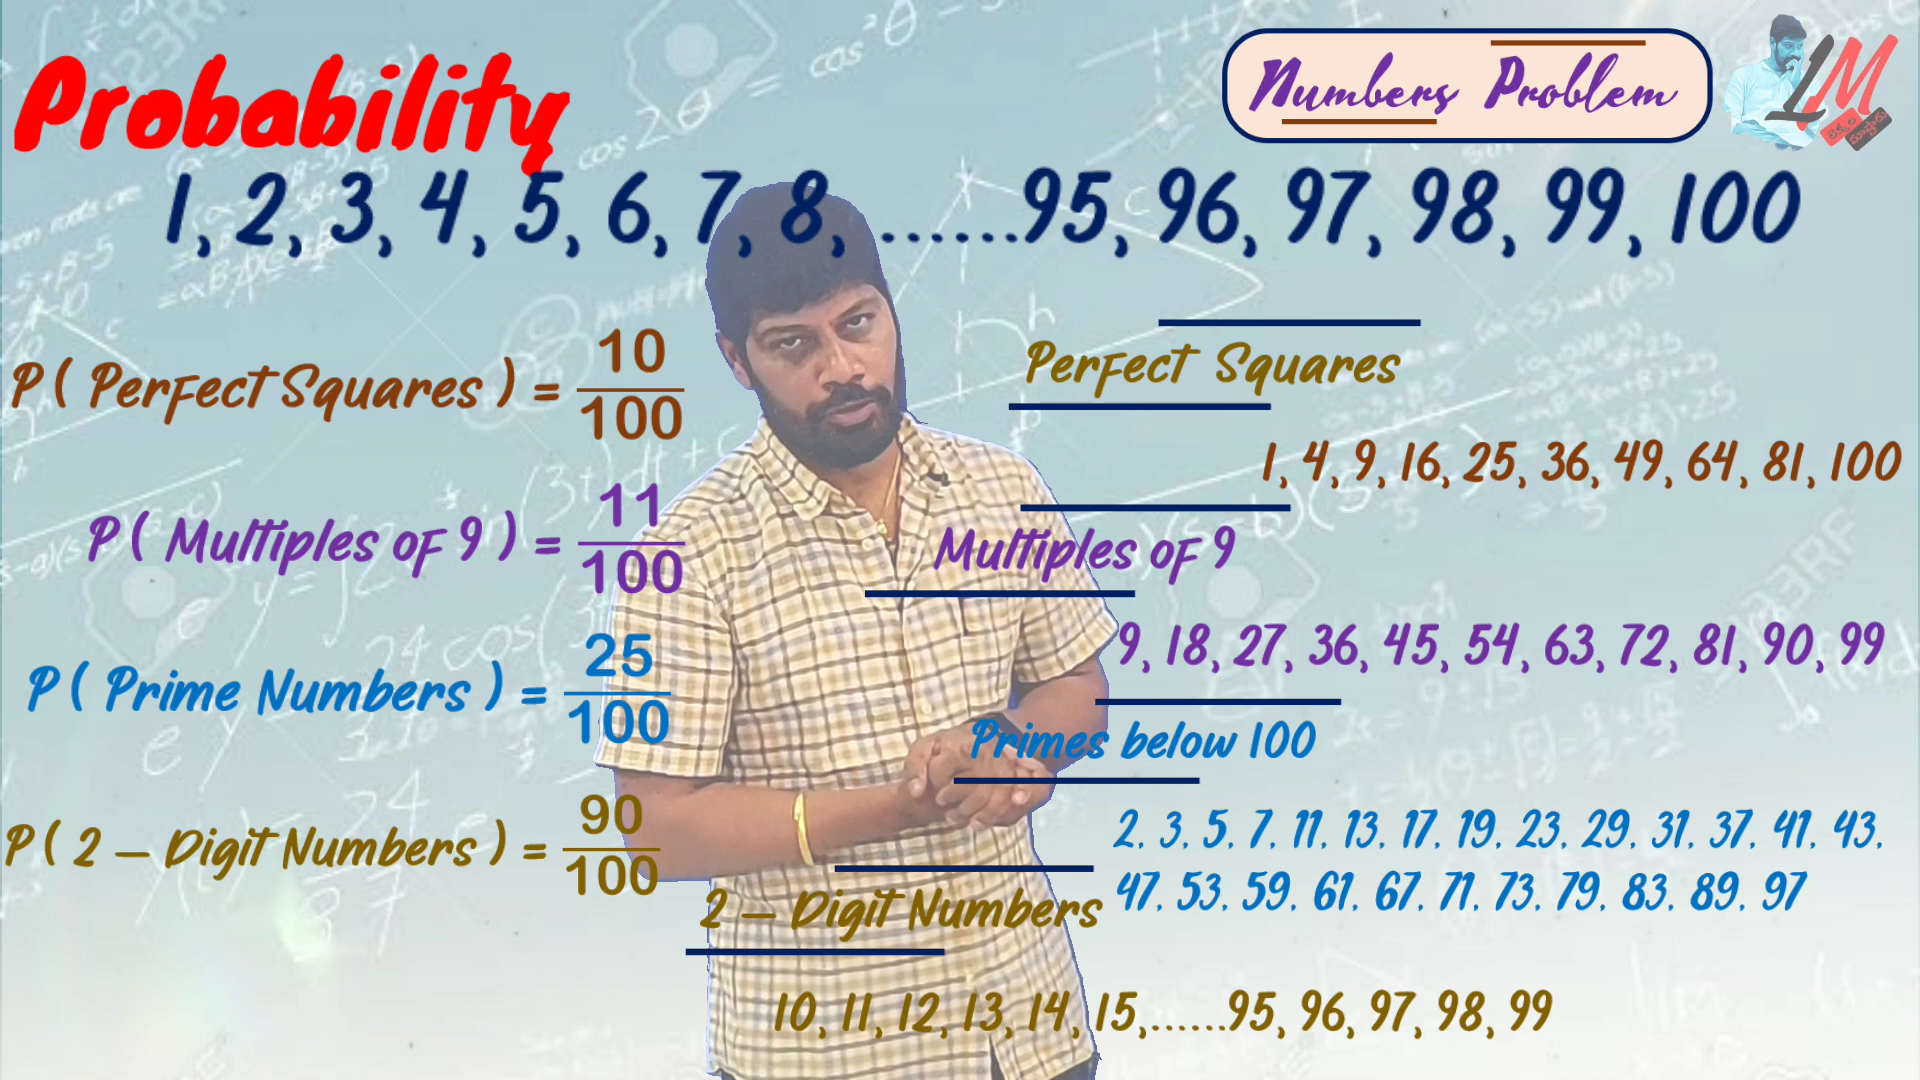 Probability
Numbers Problem
LM
1, 2, 3, 4, 5, 6, 7, 8, ......95, 96, 97, 98, 99, 100
P ( Perfect Squares ) = 10/100
Perfect Squares
1, 4, 9, 16, 25, 36, 49, 64, 81, 100
P ( Multiples of 9 ) = 11/100
Multiples of 9
9, 18, 27, 36, 45, 54, 63, 72, 81, 90, 99
P ( Prime Numbers ) = 25/100
Primes below 100
2, 3, 5, 7, 11, 13, 17, 19, 23, 29, 31, 37, 41, 43,
47, 53, 59, 61, 67, 71, 73, 79, 83, 89, 97
P ( 2 – Digit Numbers ) = 90/100
2 – Digit Numbers
10, 11, 12, 13, 14, 15,......95, 96, 97, 98, 99